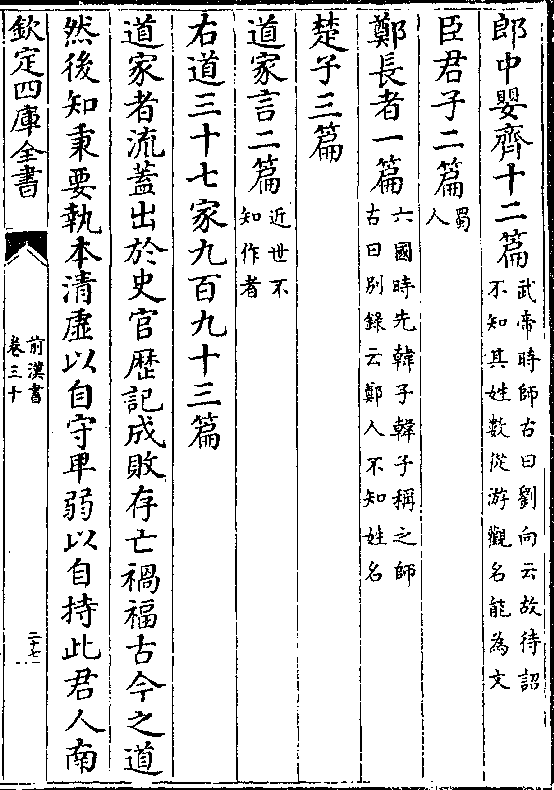 郎中嬰齊十二篇武帝時師古曰劉向云故待詔
不知其姓數從游觀名能為文
臣君子二篇蜀
人
鄭長者一篇六國時先韓子韓子稱之師
古曰别錄云鄭人不知姓名
楚子三篇
道家言二篇近世不
知作者
右道三十七家九百九十三篇
道家者流蓋出於史官歴記成敗存亡禍福古今之道
然後知秉要執本清虛以自守卑弱以自持此君人南
欽定四庫全書
前漢書
卷三十
二十七